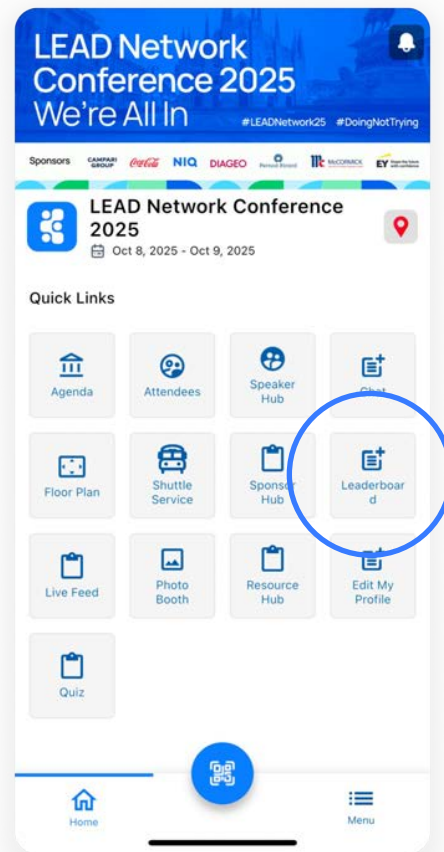 LEAD Network
Conference 2025
We're All In
#LEADNetwork25 #DoingNotTrying
Sponsors CAMPARI GROUP Coca-Cola NIQ DIAGEO Pernod Ricard McCORMICK EY
LEAD Network Conference
2025
Oct 8, 2025 - Oct 9, 2025
Quick Links
Agenda
Attendees
Speaker
Hub
Chat
Floor Plan
Shuttle
Service
Sponsor
Hub
Leaderboar
d
Live Feed
Photo
Booth
Resource
Hub
Edit My
Profile
Quiz
Home
Menu